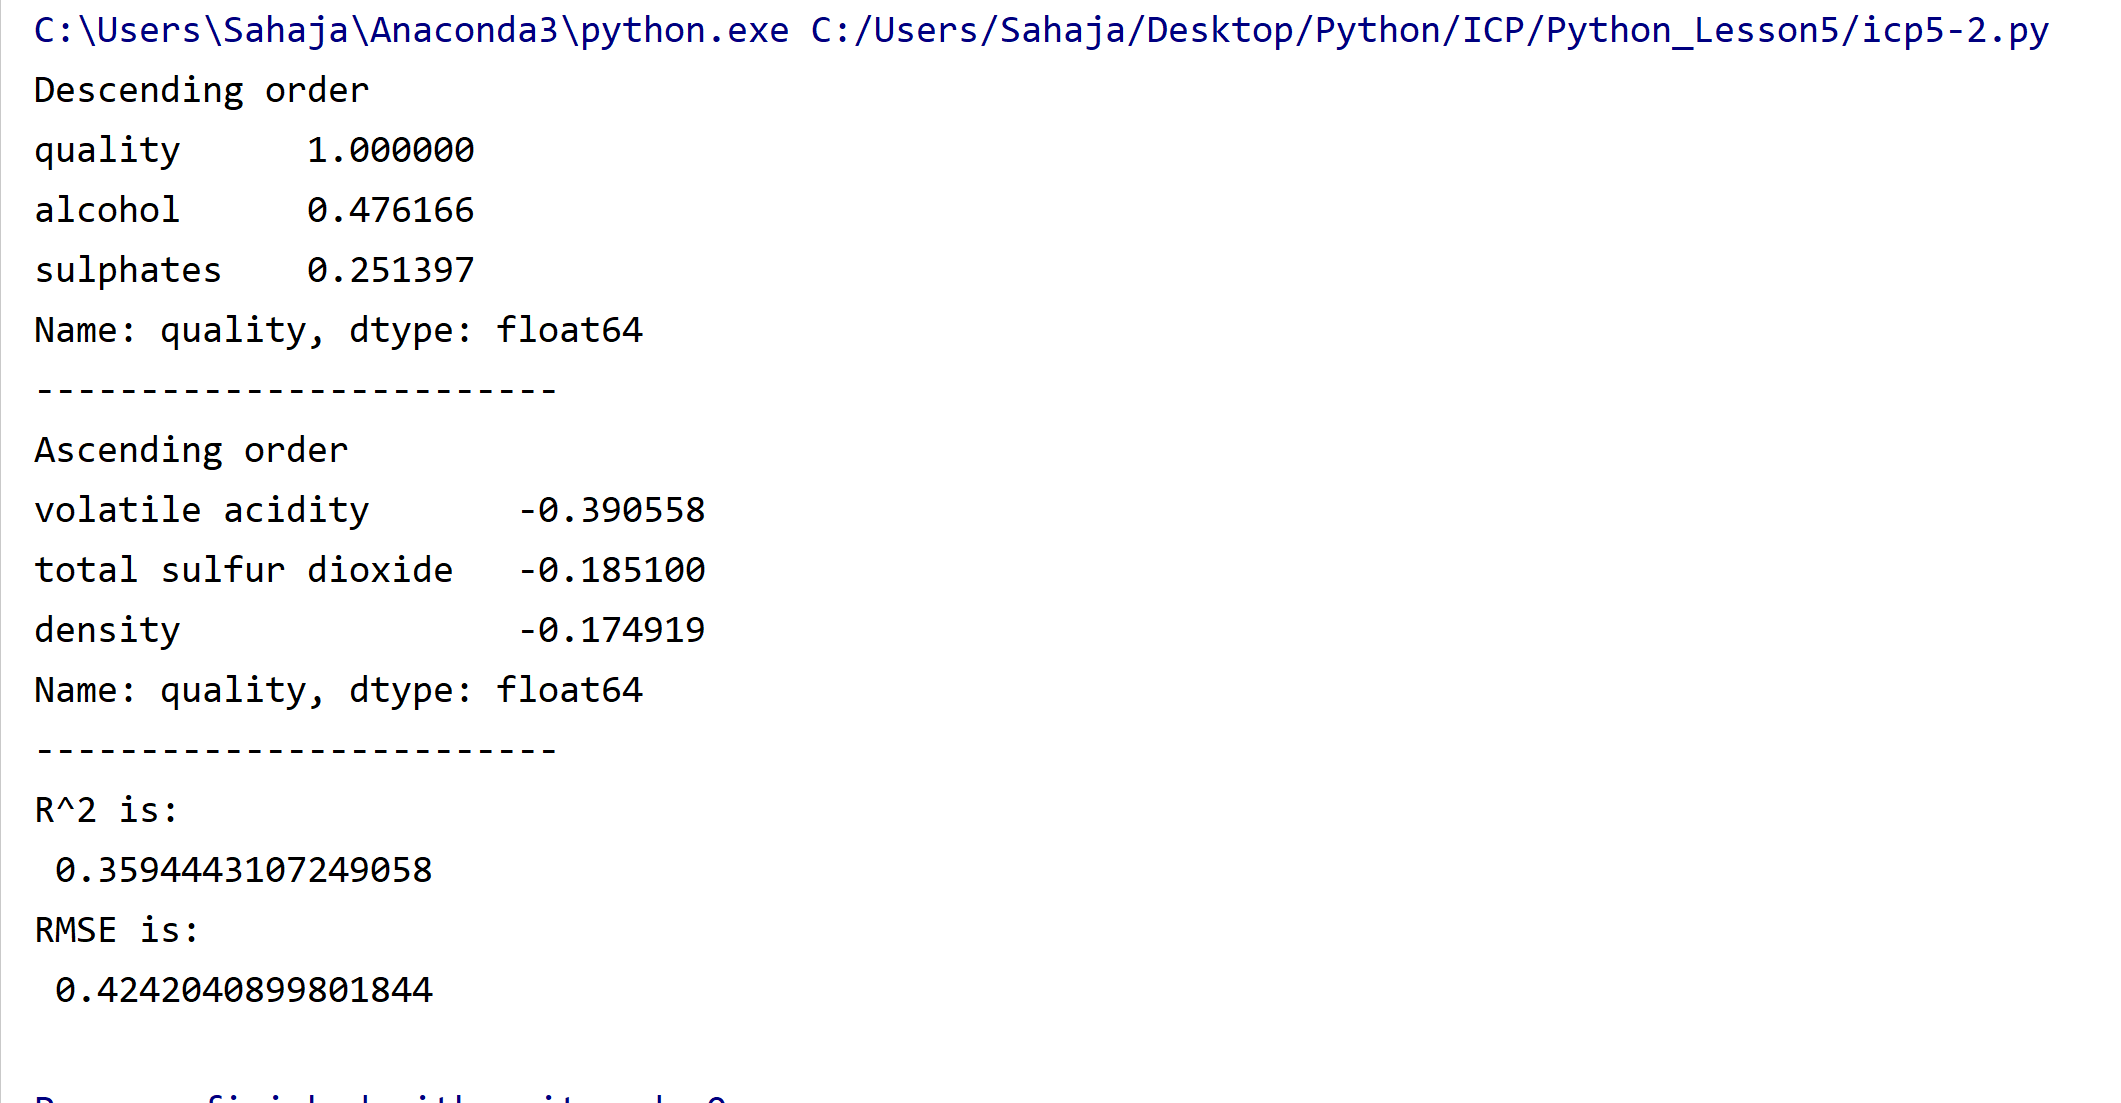 C:\Users\Sahaja\Anaconda3\python.exe C:/Users/Sahaja/Desktop/Python/ICP/Python_Lesson5/icp5-2.py
Descending order
quality      1.000000
alcohol      0.476166
sulphates    0.251397
Name: quality, dtype: float64
-------------------------
Ascending order
volatile acidity       -0.390558
total sulfur dioxide   -0.185100
density                -0.174919
Name: quality, dtype: float64
-------------------------
R^2 is:
 0.3594443107249058
RMSE is:
 0.4242040899801844